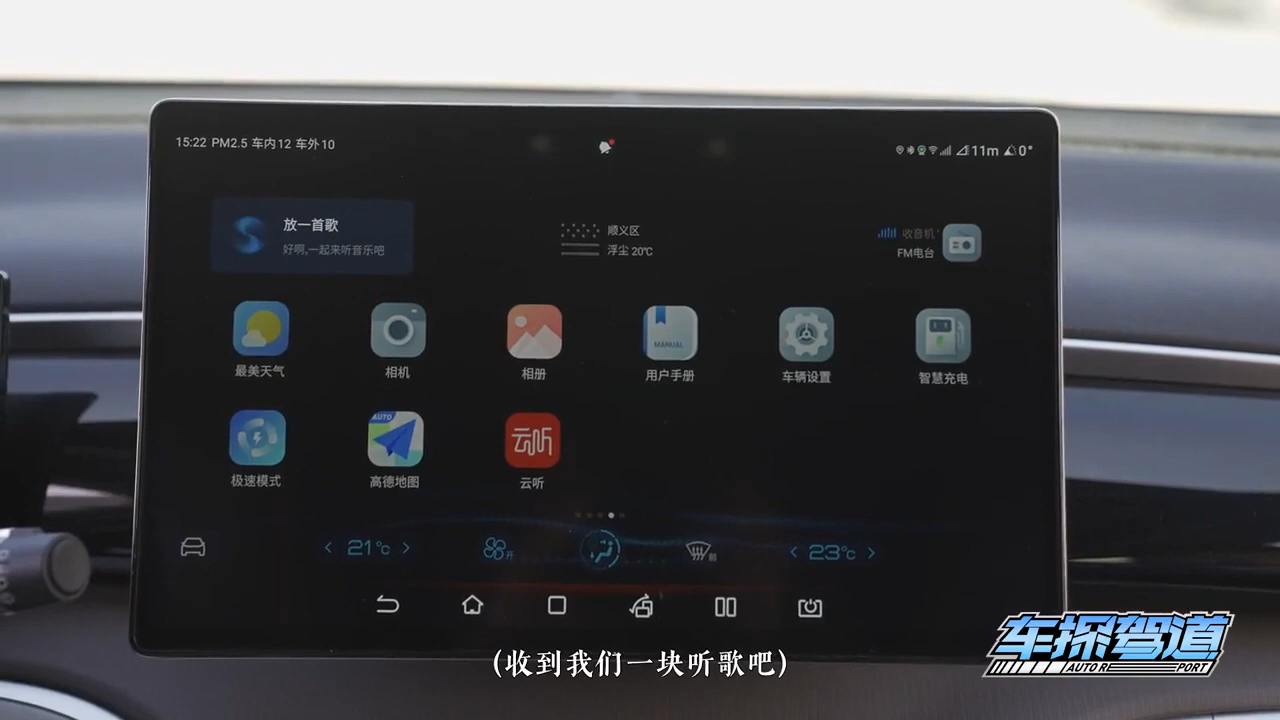 15:22 PM2.5 车内12 车外10
11m 0°
放一首歌
好啊,一起来听音乐吧
顺义区
浮尘 20℃
收音机
FM电台
最美天气
相机
相册
MANUAL
用户手册
车辆设置
智慧充电
极速模式
AUTO
高德地图
云听
云听
21℃
开
前
23℃
(收到我们一块听歌吧)
车探驾道
AUTO R PORT